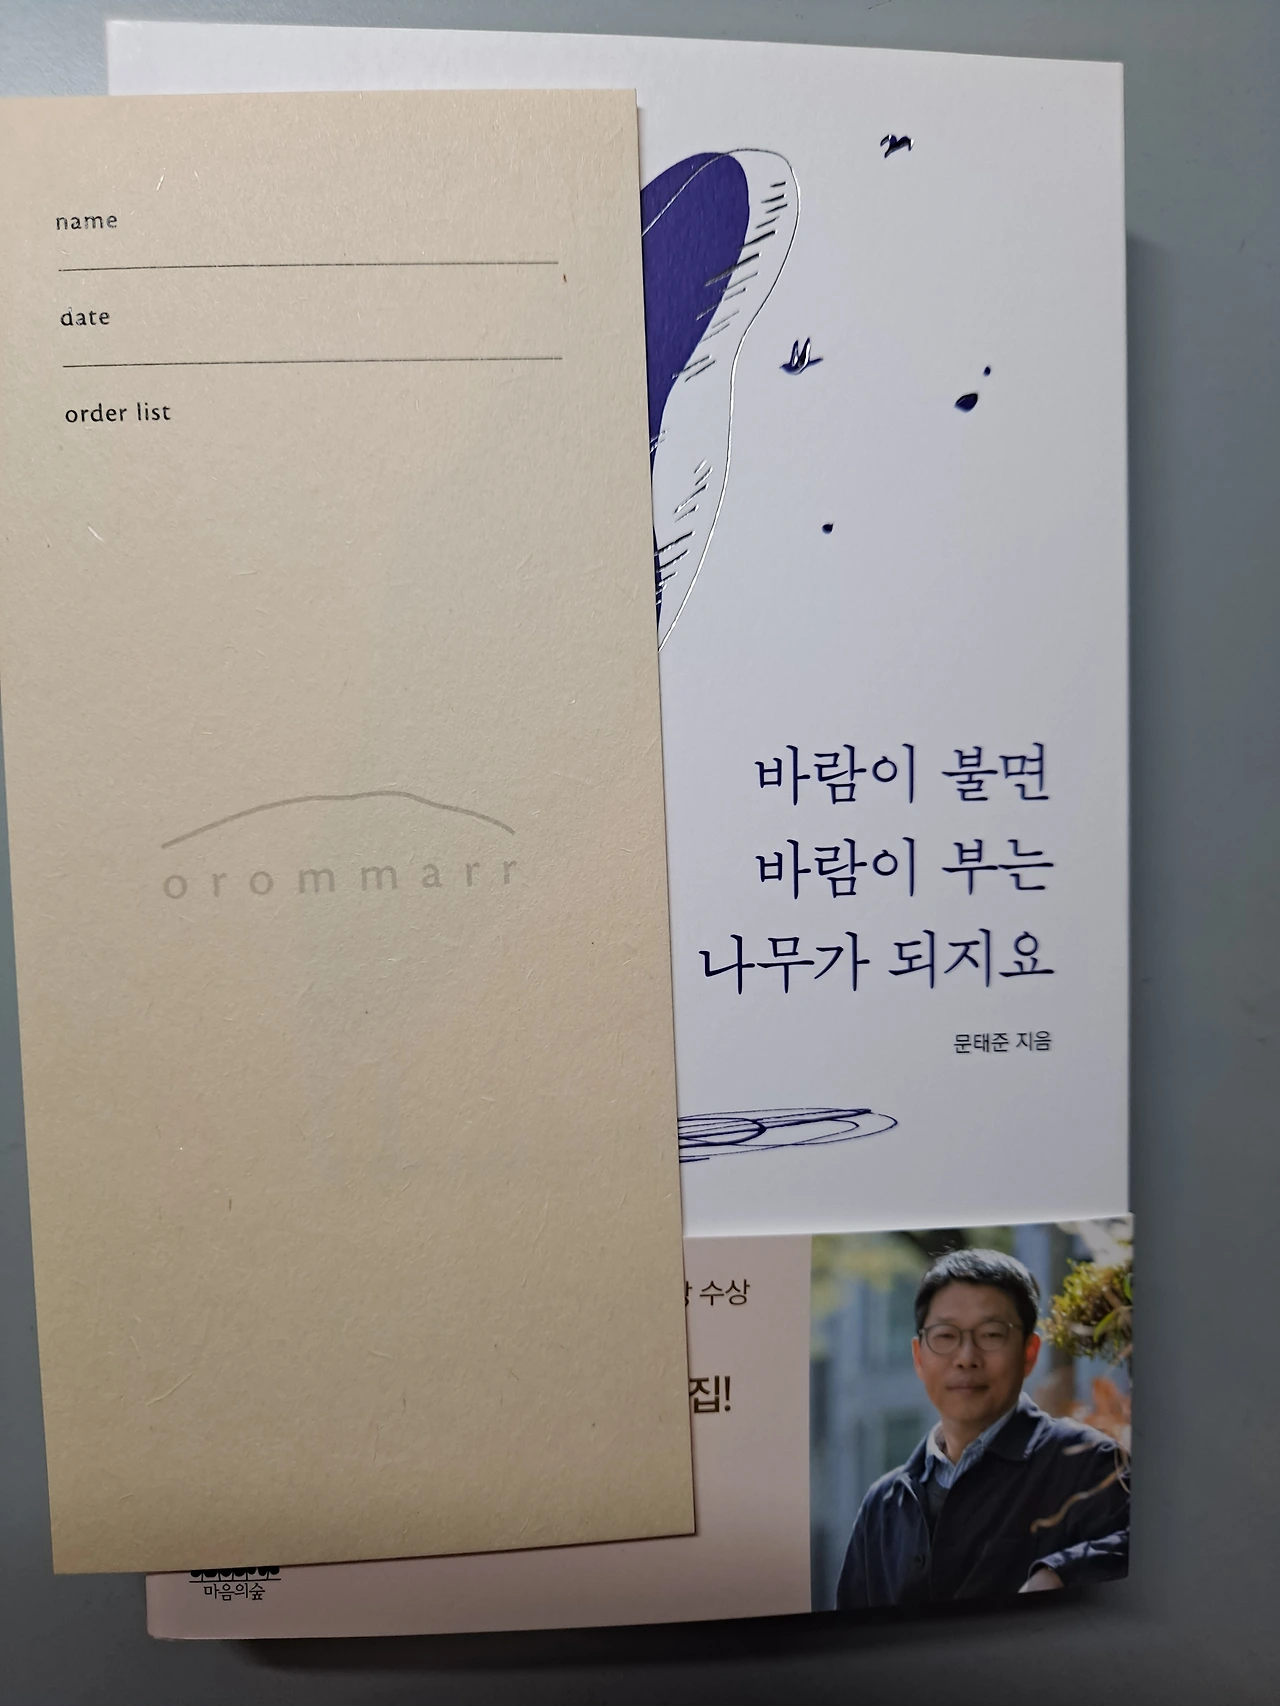 name
date
order list
orommarr
바람이 불면
바람이 부는
나무가 되지요
문태준 지음
수상
집!
마음의숲